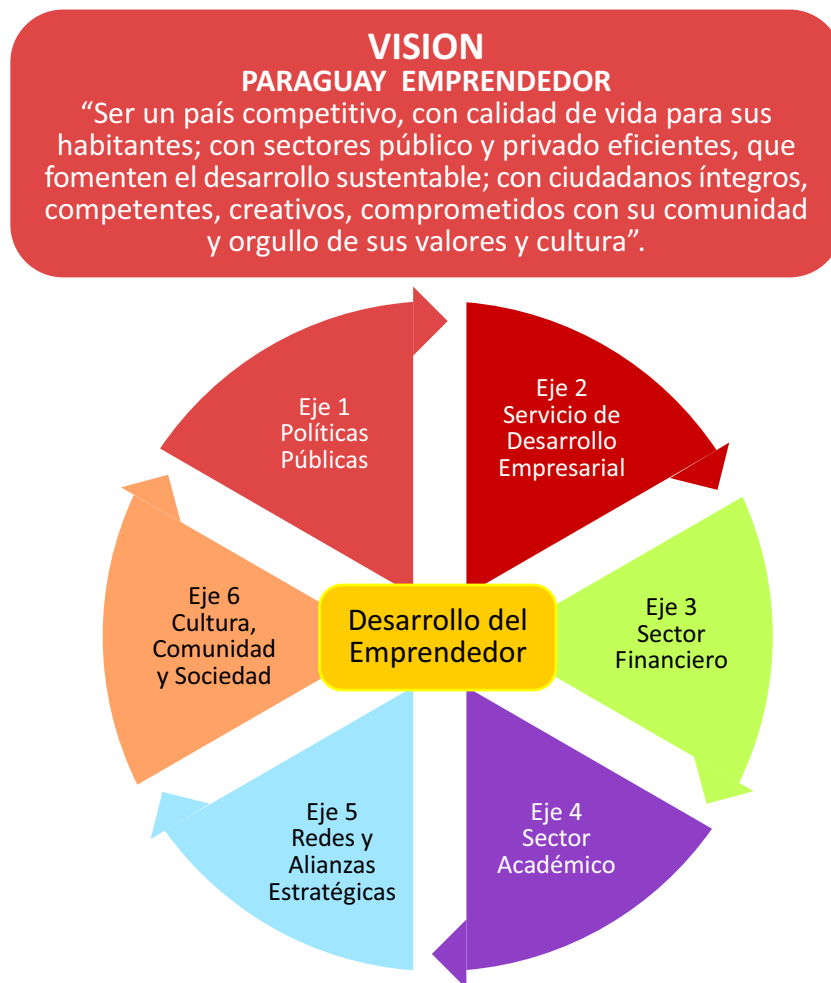 VISION
PARAGUAY EMPRENDEDOR
“Ser un país competitivo, con calidad de vida para sus
habitantes; con sectores público y privado eficientes, que
fomenten el desarrollo sustentable; con ciudadanos íntegros,
competentes, creativos, comprometidos con su comunidad
y orgullo de sus valores y cultura”.
Eje 1
Políticas
Públicas
Eje 2
Servicio de
Desarrollo
Empresarial
Eje 3
Sector
Financiero
Eje 4
Sector
Académico
Eje 5
Redes y
Alianzas
Estratégicas
Eje 6
Cultura,
Comunidad
y Sociedad
Desarrollo del
Emprendedor